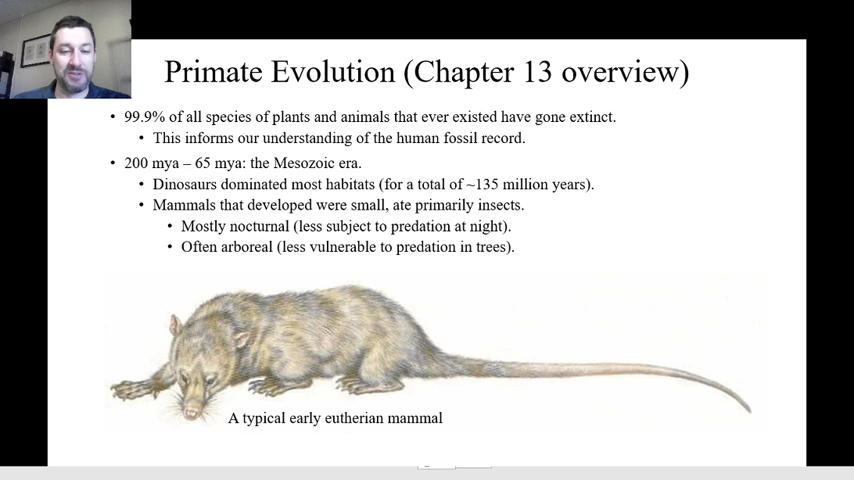 Primate Evolution (Chapter 13 overview)
• 99.9% of all species of plants and animals that ever existed have gone extinct.
• This informs our understanding of the human fossil record.
• 200 mya – 65 mya: the Mesozoic era.
• Dinosaurs dominated most habitats (for a total of ~135 million years).
• Mammals that developed were small, ate primarily insects.
• Mostly nocturnal (less subject to predation at night).
• Often arboreal (less vulnerable to predation in trees).
A typical early eutherian mammal